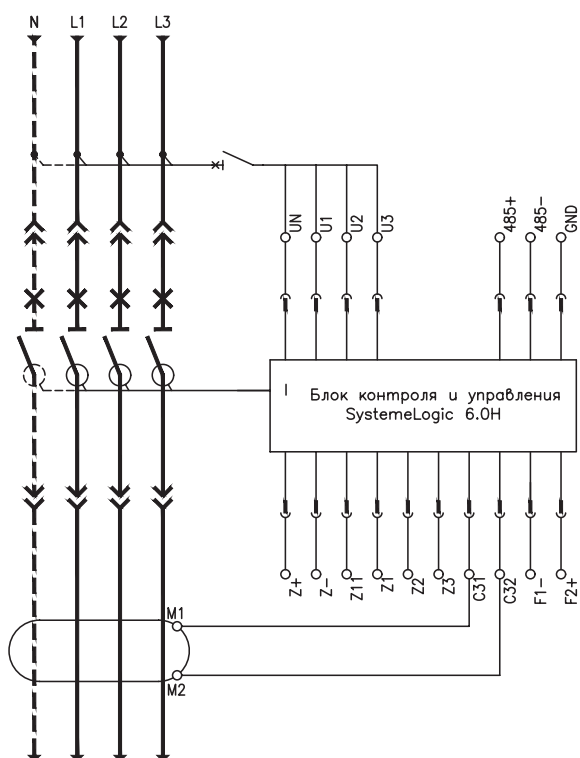 N L1 L2 L3
UN U1 U2 U3 485+ 485- GND
I
Блок контроля и управления
SystemeLogic 6.0H
Z+ Z- Z11 Z1 Z2 Z3 C31 C32 F1- F2+
M1
M2